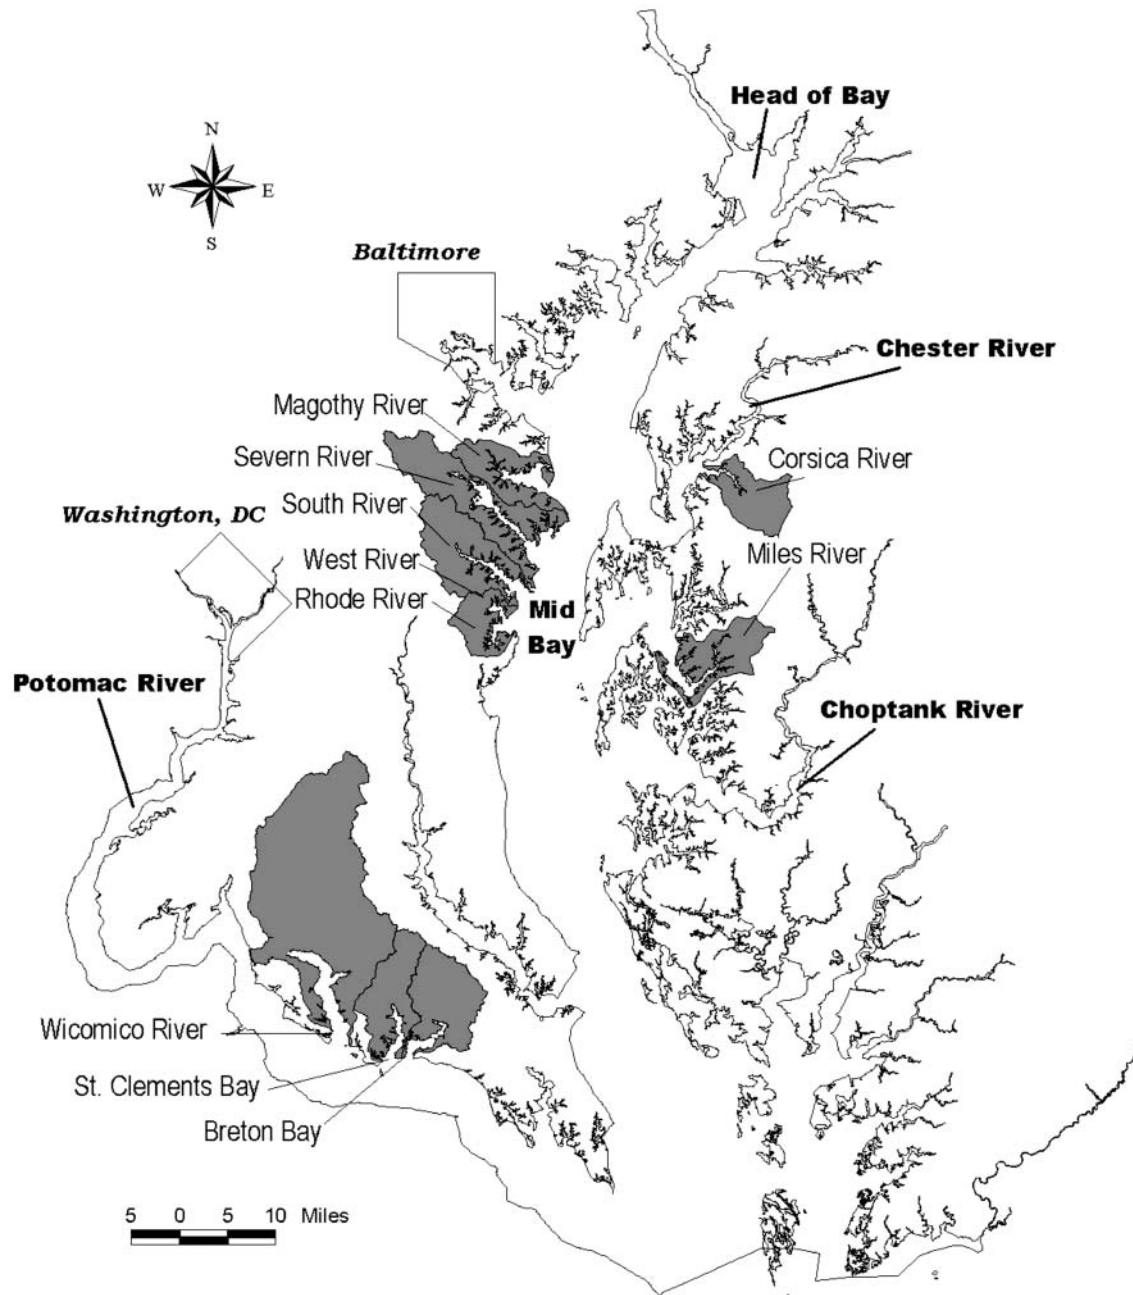 Head of Bay
N
W
E
S
Baltimore
Chester River
Magothy River
Severn River
Corsica River
South River
Washington, DC
Miles River
West River
Rhode River
Mid
Bay
Potomac River
Choptank River
Wicomico River
St. Clements Bay
Breton Bay
5 0 5 10 Miles